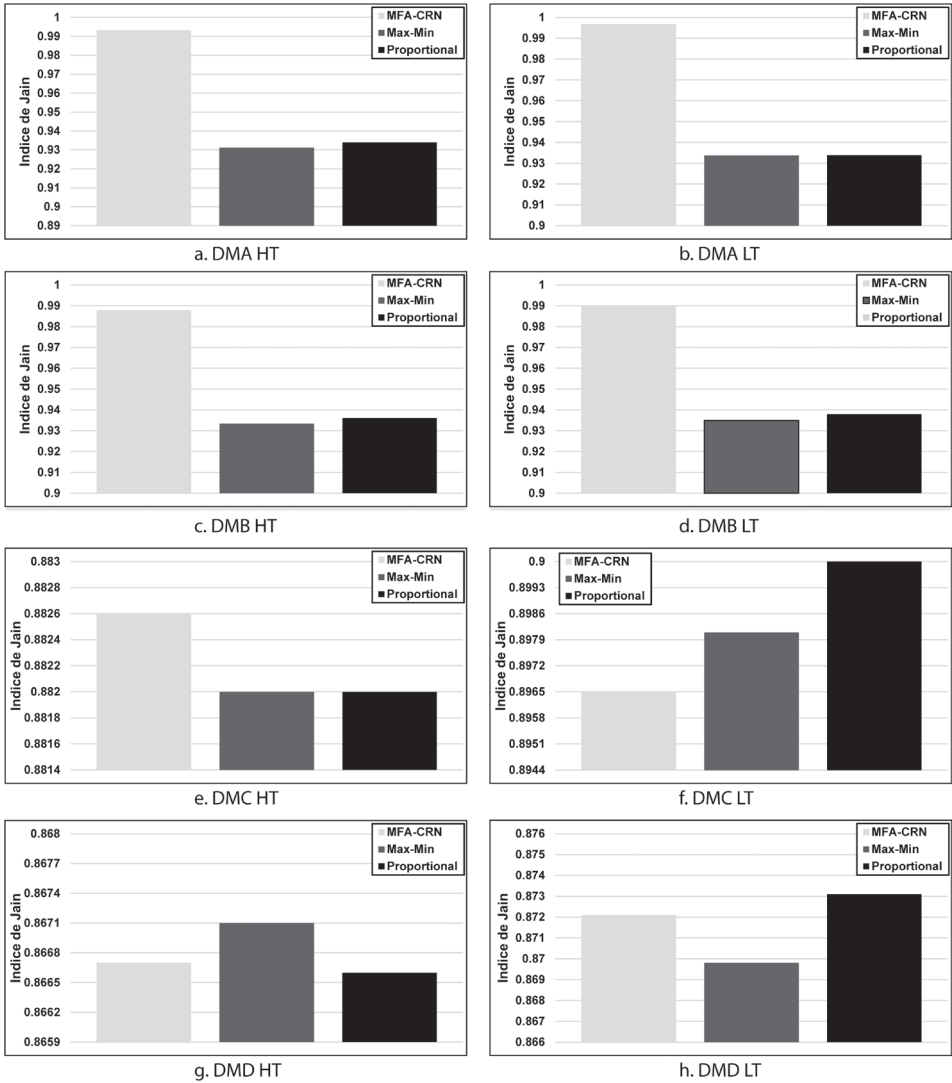 1
0.99
0.98
0.97
0.96
0.95
0.94
0.93
0.92
0.91
0.9
0.89
Indice de Jain
MFA-CRN
Max-Min
Proportional
a. DMA HT
1
0.99
0.98
0.97
0.96
0.95
0.94
0.93
0.92
0.91
0.9
Indice de Jain
MFA-CRN
Max-Min
Proportional
b. DMA LT
1
0.99
0.98
0.97
0.96
0.95
0.94
0.93
0.92
0.91
0.9
Indice de Jain
MFA-CRN
Max-Min
Proportional
c. DMB HT
1
0.99
0.98
0.97
0.96
0.95
0.94
0.93
0.92
0.91
0.9
Indice de Jain
MFA-CRN
Max-Min
Proportional
d. DMB LT
0.883
0.8828
0.8826
0.8824
0.8822
0.882
0.8818
0.8816
0.8814
Indice de Jain
MFA-CRN
Max-Min
Proportional
e. DMC HT
0.9
0.8993
0.8986
0.8979
0.8972
0.8965
0.8958
0.8951
0.8944
Indice de Jain
MFA-CRN
Max-Min
Proportional
f. DMC LT
0.868
0.8677
0.8674
0.8671
0.8668
0.8665
0.8662
0.8659
Indice de Jain
MFA-CRN
Max-Min
Proportional
g. DMD HT
0.876
0.875
0.874
0.873
0.872
0.871
0.87
0.869
0.868
0.867
0.866
Indice de Jain
MFA-CRN
Max-Min
Proportional
h. DMD LT